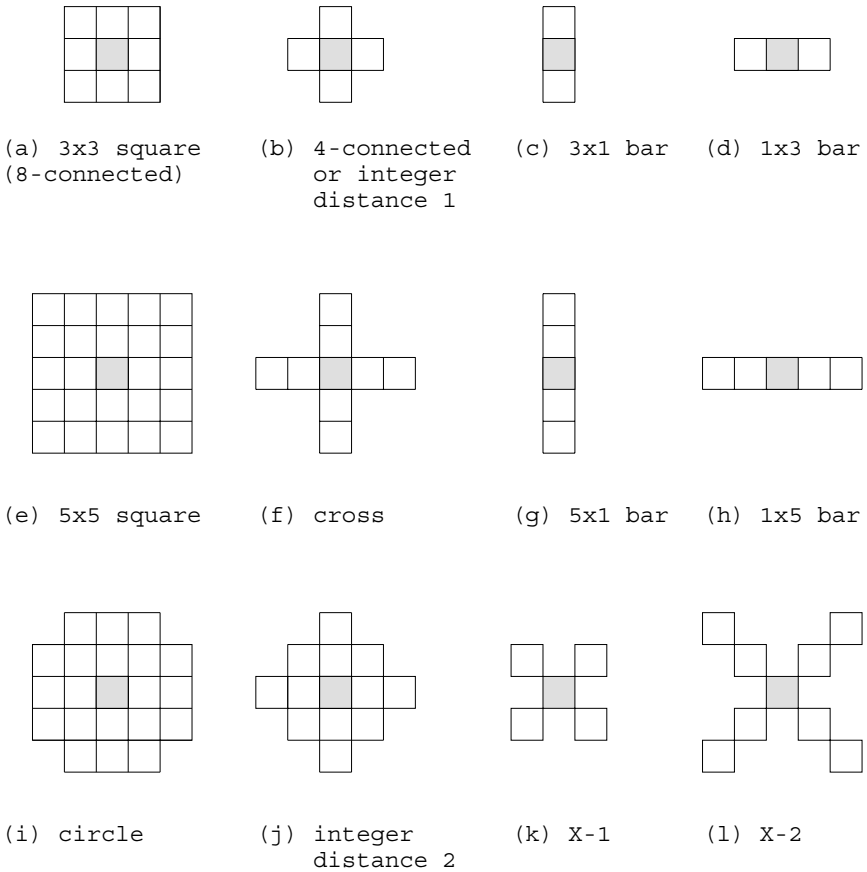 (a) 3x3 square
(8-connected)
(b) 4-connected
or integer
distance 1
(c) 3x1 bar
(d) 1x3 bar
(e) 5x5 square
(f) cross
(g) 5x1 bar
(h) 1x5 bar
(i) circle
(j) integer
distance 2
(k) X-1
(l) X-2